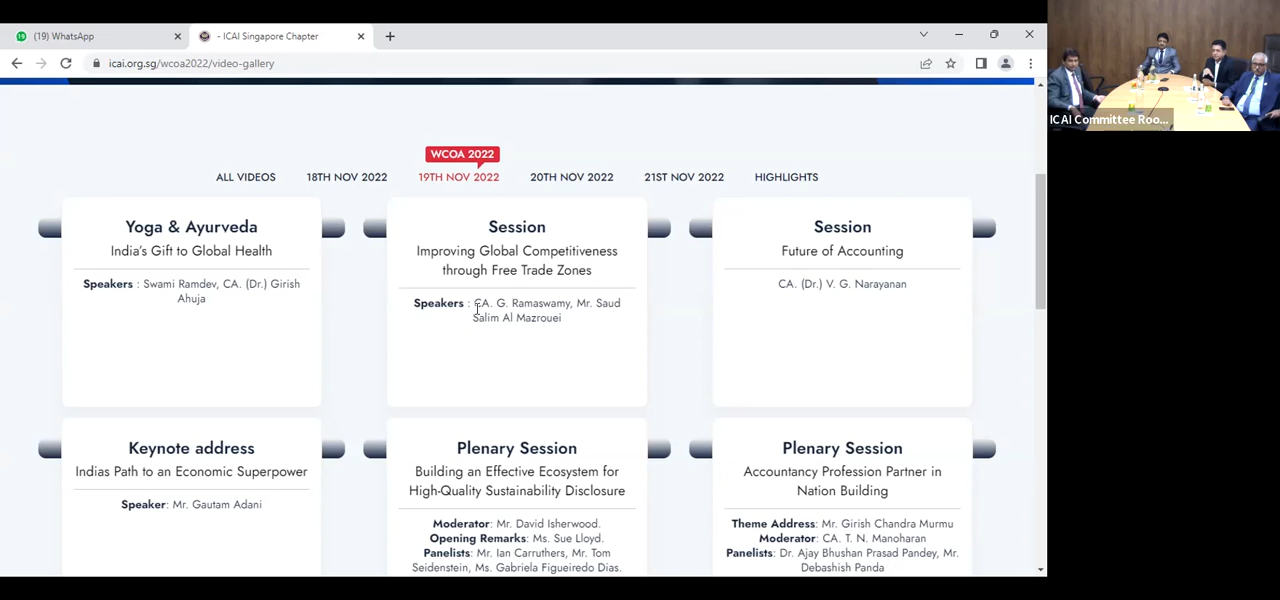 19
(19) WhatsApp
- ICAI Singapore Chapter
icai.org.sg/wcoa2022/video-gallery
ICAI Committee Roo...
WCOA 2022
ALL VIDEOS
18TH NOV 2022
19TH NOV 2022
20TH NOV 2022
21ST NOV 2022
HIGHLIGHTS
Yoga & Ayurveda
India's Gift to Global Health
Speakers : Swami Ramdev, CA. (Dr.) Girish
Ahuja
Session
Improving Global Competitiveness
through Free Trade Zones
Speakers : CA. G. Ramaswamy, Mr. Saud
Salim Al Mazrouei
Session
Future of Accounting
CA. (Dr.) V. G. Narayanan
Keynote address
Indias Path to an Economic Superpower
Speaker: Mr. Gautam Adani
Plenary Session
Building an Effective Ecosystem for
High-Quality Sustainability Disclosure
Moderator: Mr. David Isherwood.
Opening Remarks: Ms. Sue Lloyd.
Panelists: Mr. Ian Carruthers, Mr. Tom
Seidenstein, Ms. Gabriela Figueiredo Dias.
Plenary Session
Accountancy Profession Partner in
Nation Building
Theme Address: Mr. Girish Chandra Murmu
Moderator: CA. T. N. Manoharan
Panelists: Dr. Ajay Bhushan Prasad Pandey, Mr.
Debashish Panda